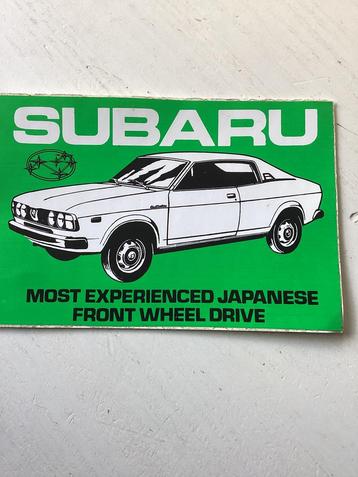 SUBARU
MOST EXPERIENCED JAPANESE
FRONT WHEEL DRIVE